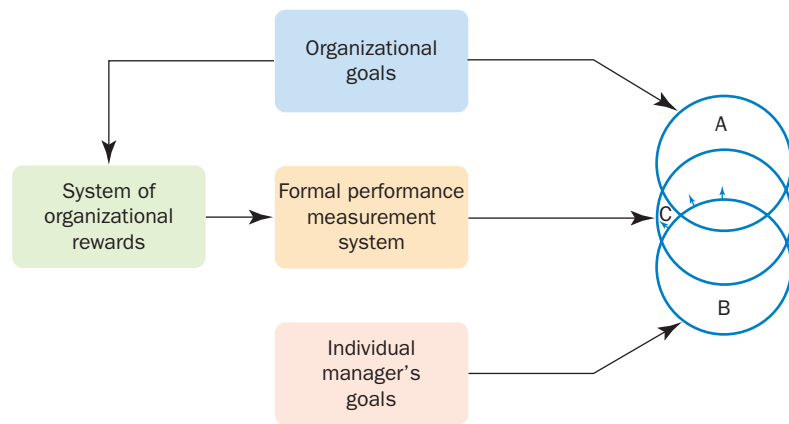 Organizational
goals
System of
organizational
rewards
Formal performance
measurement
system
Individual
manager's
goals
A
C
B